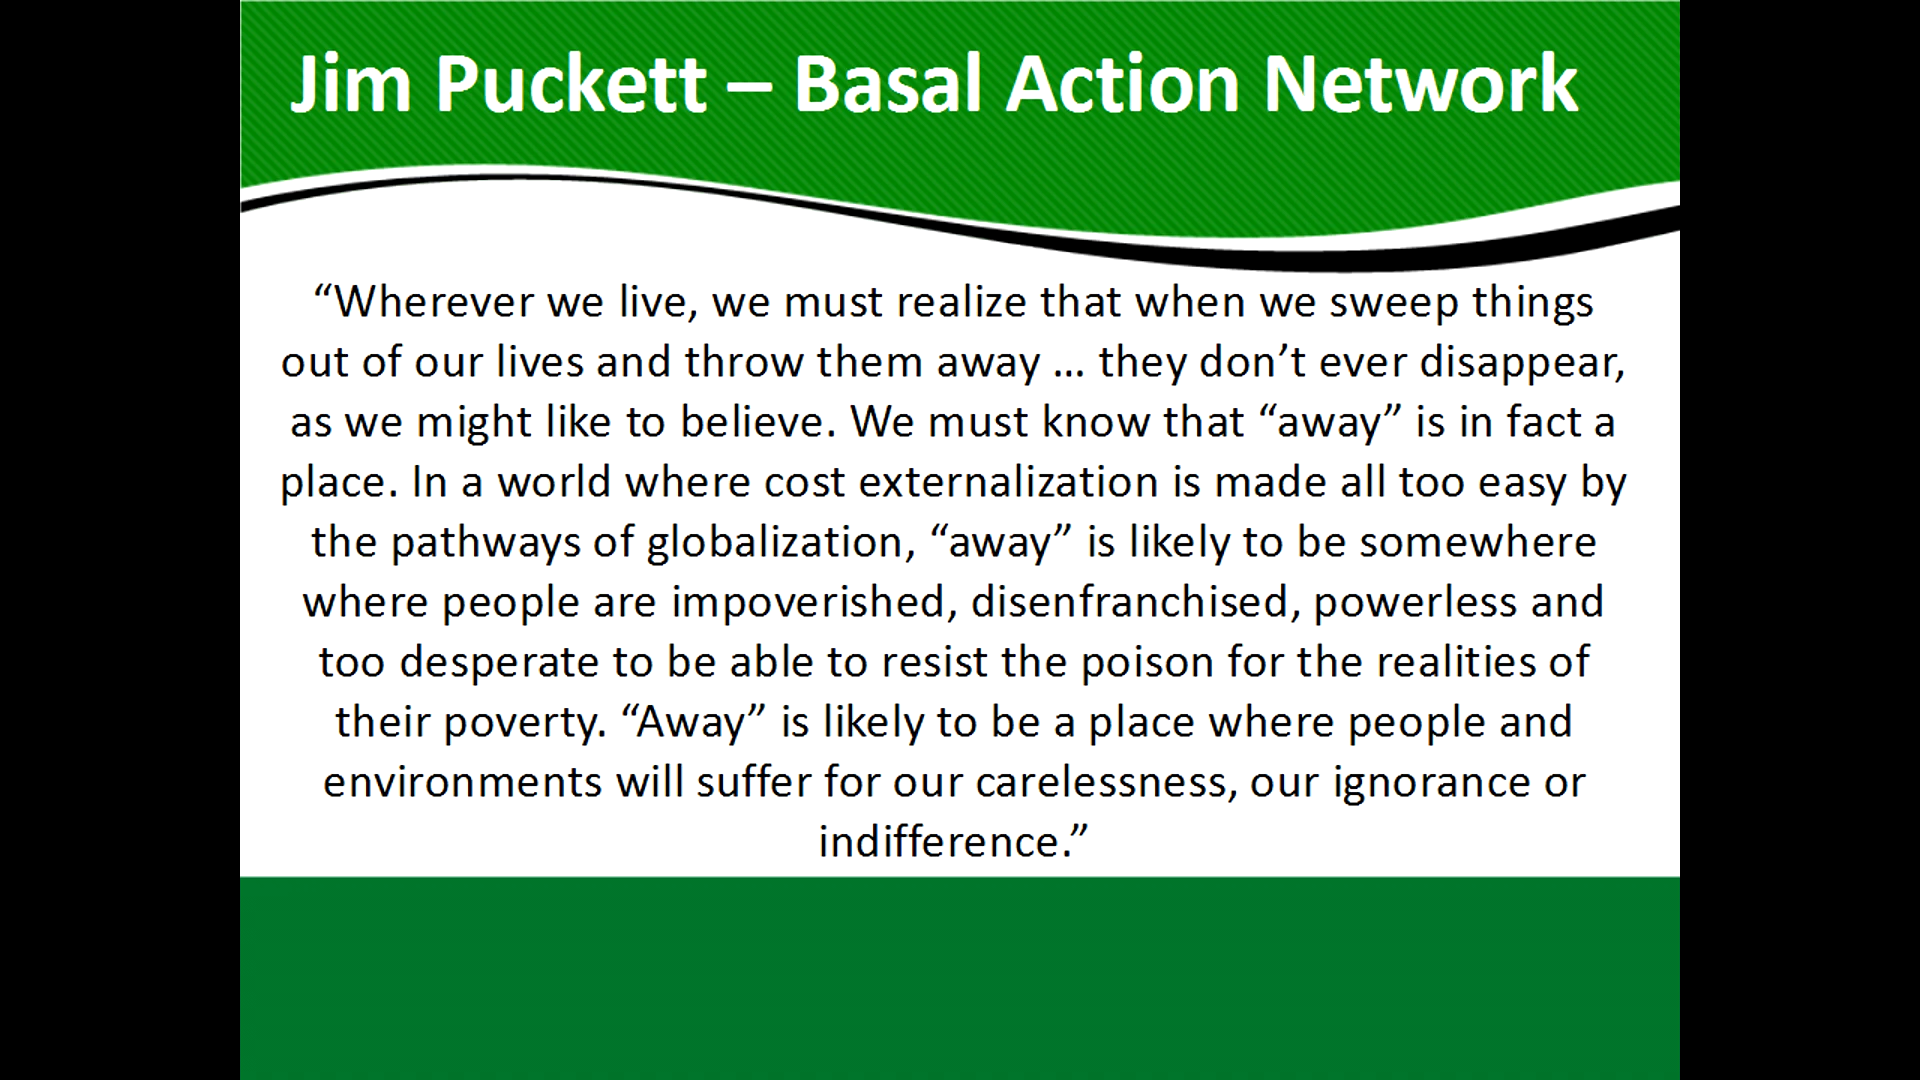 Jim Puckett – Basal Action Network
“Wherever we live, we must realize that when we sweep things
out of our lives and throw them away ... they don’t ever disappear,
as we might like to believe. We must know that “away” is in fact a
place. In a world where cost externalization is made all too easy by
the pathways of globalization, “away” is likely to be somewhere
where people are impoverished, disenfranchised, powerless and
too desperate to be able to resist the poison for the realities of
their poverty. “Away” is likely to be a place where people and
environments will suffer for our carelessness, our ignorance or
indifference.”